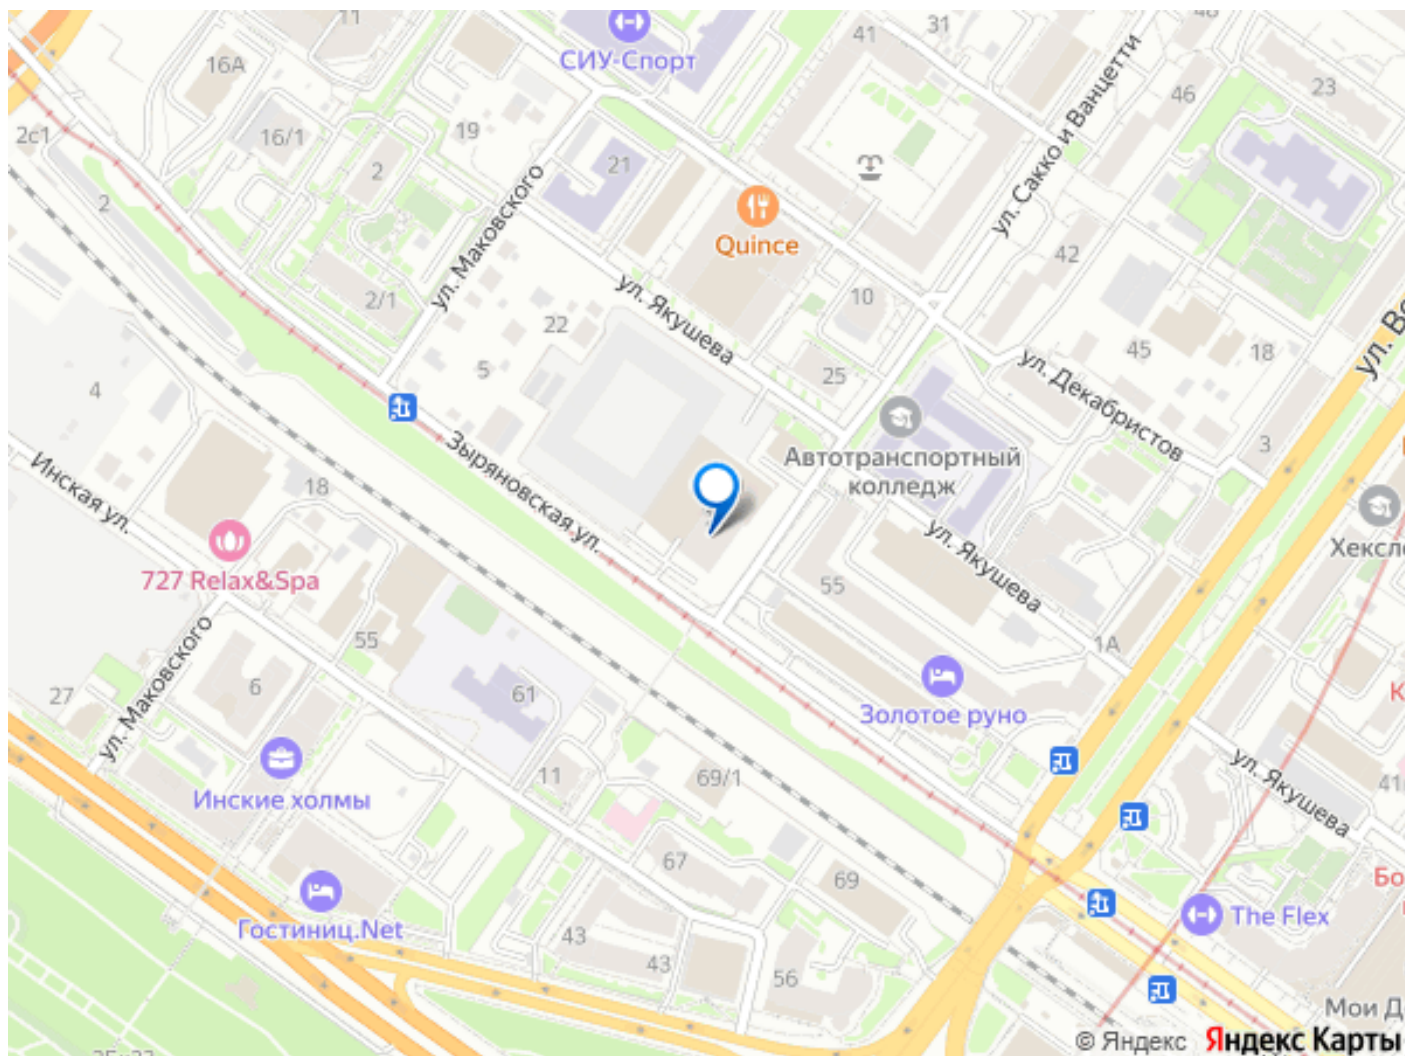 11
СИУ-Спорт
41
31
48
16А
46
23
2с1
16/1
19
2
21
ул. Сакко и Ванцетти
2
ул. Маковского
Quince
42
2/1
ул. Якушева
10
22
45
18
5
25
ул. Декабристов
4
3
Автотранспортный
колледж
Зыряновская ул.
Инская ул.
18
ул. Якушева
727 Relax&Spa
55
1А
55
ул. Маковского
27
6
61
Золотое руно
Инские холмы
11
69/1
ул. Якушева
67
69
Гостиниц.Net
The Flex
43
43
56
Мои Д
© Яндекс Яндекс Карты